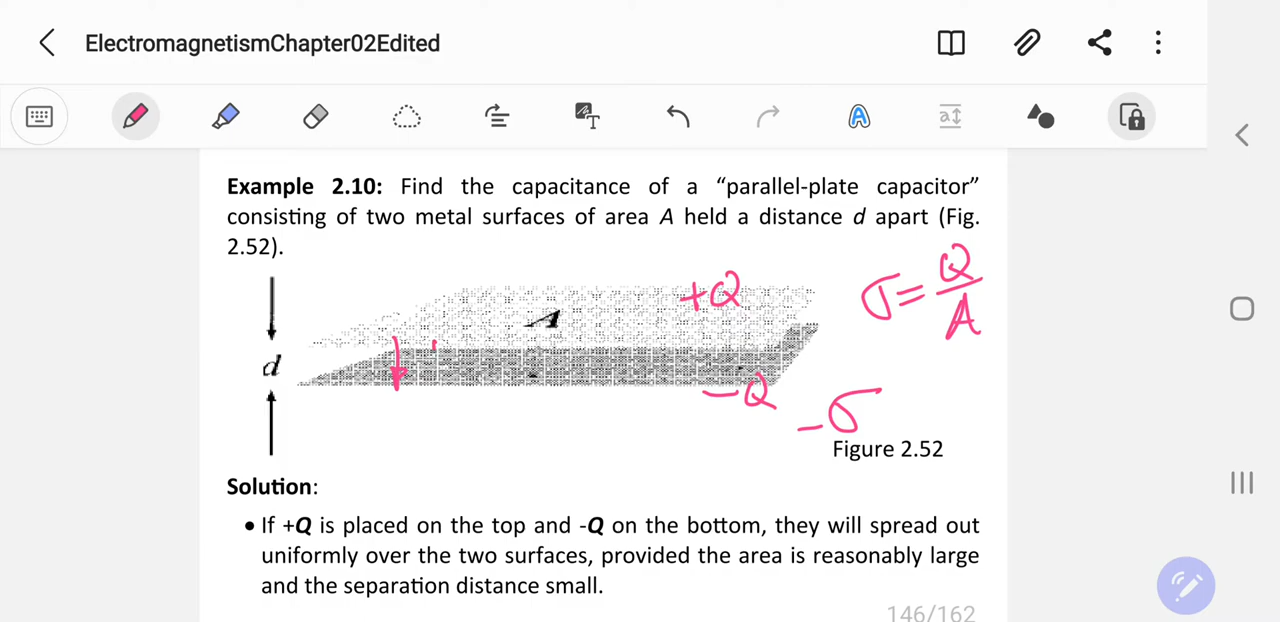 ElectromagnetismChapter02Edited
Example 2.10: Find the capacitance of a “parallel-plate capacitor”
consisting of two metal surfaces of area A held a distance d apart (Fig.
2.52).
+Q
σ = Q/A
A
d
-Q
-σ
Figure 2.52
Solution:
• If +Q is placed on the top and -Q on the bottom, they will spread out
uniformly over the two surfaces, provided the area is reasonably large
and the separation distance small.
146/162